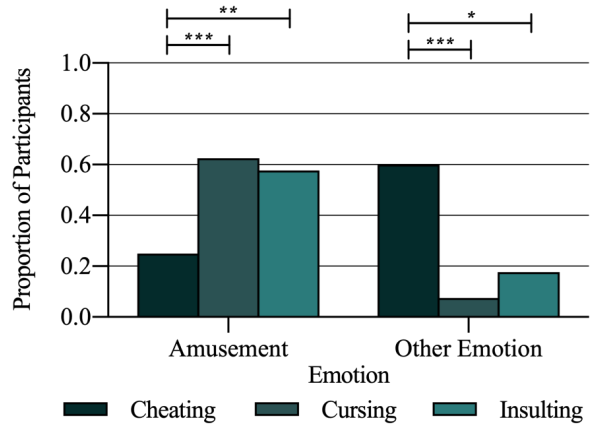 ** *
*** ***
1.0
0.8
0.6
0.4
0.2
0.0
Proportion of Participants
Amusement Other Emotion
Emotion
Cheating Cursing Insulting